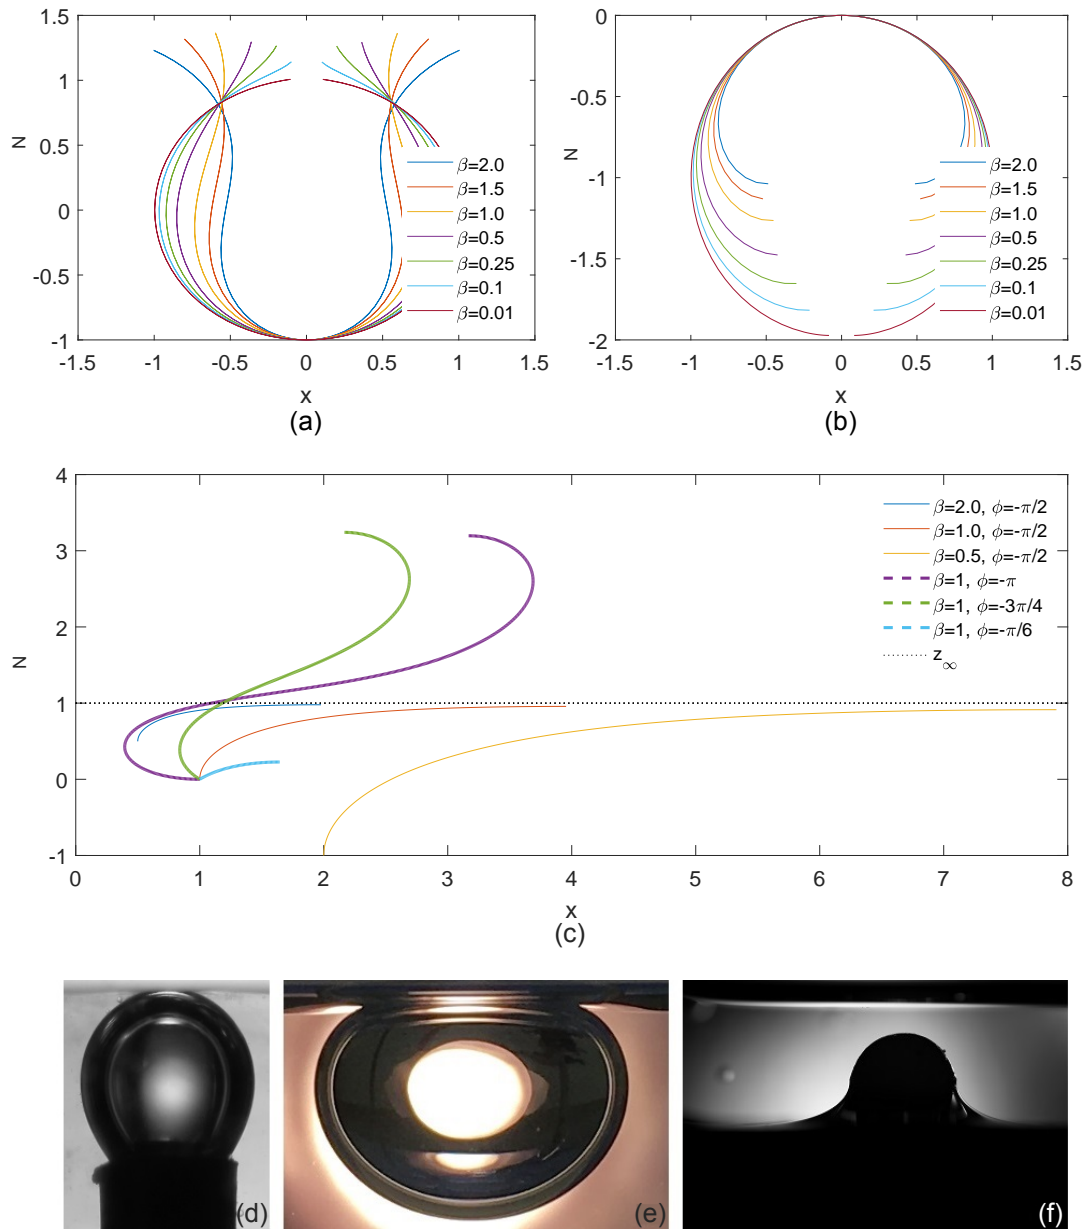 1.5
1
0.5
0
-0.5
-1
N
-1.5 -1 -0.5 0 0.5 1 1.5
x
(a)
β=2.0
β=1.5
β=1.0
β=0.5
β=0.25
β=0.1
β=0.01
0
-0.5
-1
-1.5
-2
N
-1.5 -1 -0.5 0 0.5 1 1.5
x
(b)
β=2.0
β=1.5
β=1.0
β=0.5
β=0.25
β=0.1
β=0.01
4
3
2
1
0
-1
N
0 1 2 3 4 5 6 7 8
x
(c)
β=2.0, ϕ=-π/2
β=1.0, ϕ=-π/2
β=0.5, ϕ=-π/2
β=1, ϕ=-π
β=1, ϕ=-3π/4
β=1, ϕ=-π/6
z∞
(d)
(e)
(f)